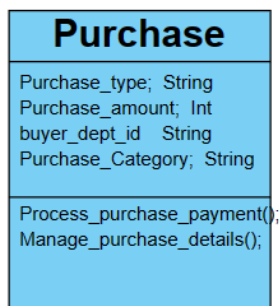 Purchase
Purchase_type; String
Purchase_amount; Int
buyer_dept_id String
Purchase_Category; String
Process_purchase_payment();
Manage_purchase_details();